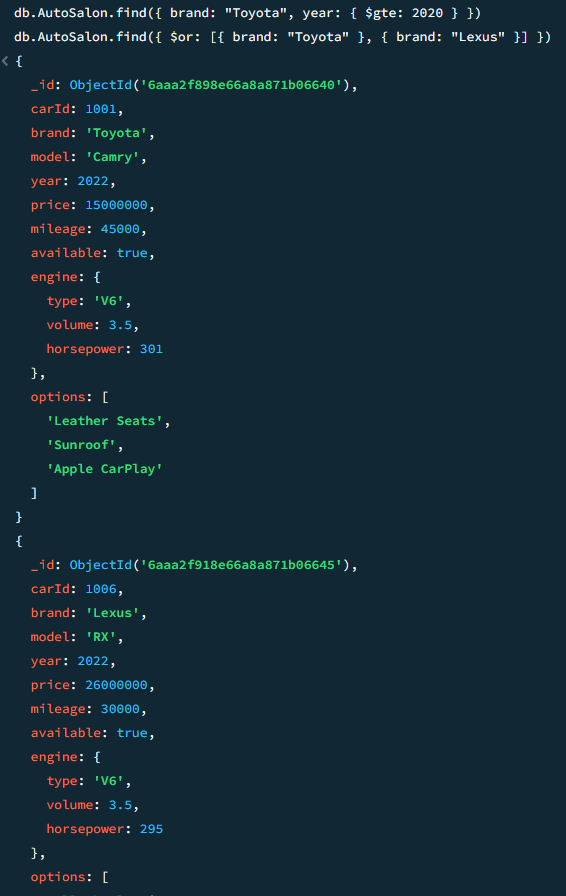 db.AutoSalon.find({ brand: "Toyota", year: { $gte: 2020 } })
db.AutoSalon.find({ $or: [{ brand: "Toyota" }, { brand: "Lexus" }] })
{
_id: ObjectId('6aaa2f898e66a8a871b06640'),
carId: 1001,
brand: 'Toyota',
model: 'Camry',
year: 2022,
price: 15000000,
mileage: 45000,
available: true,
engine: {
type: 'V6',
volume: 3.5,
horsepower: 301
},
options: [
'Leather Seats',
'Sunroof',
'Apple CarPlay'
]
}
{
_id: ObjectId('6aaa2f918e66a8a871b06645'),
carId: 1006,
brand: 'Lexus',
model: 'RX',
year: 2022,
price: 26000000,
mileage: 30000,
available: true,
engine: {
type: 'V6',
volume: 3.5,
horsepower: 295
},
options: [